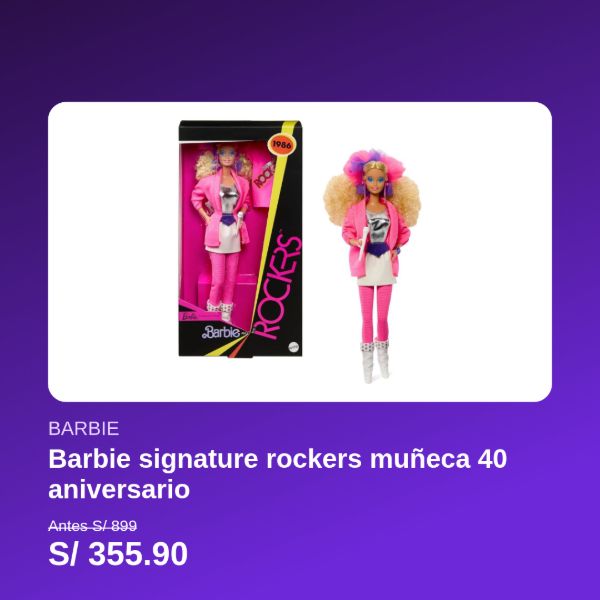 1986
ROCKERS
Barbie
BARBIE
Barbie signature rockers muñeca 40
aniversario
Antes S/ 899
S/ 355.90